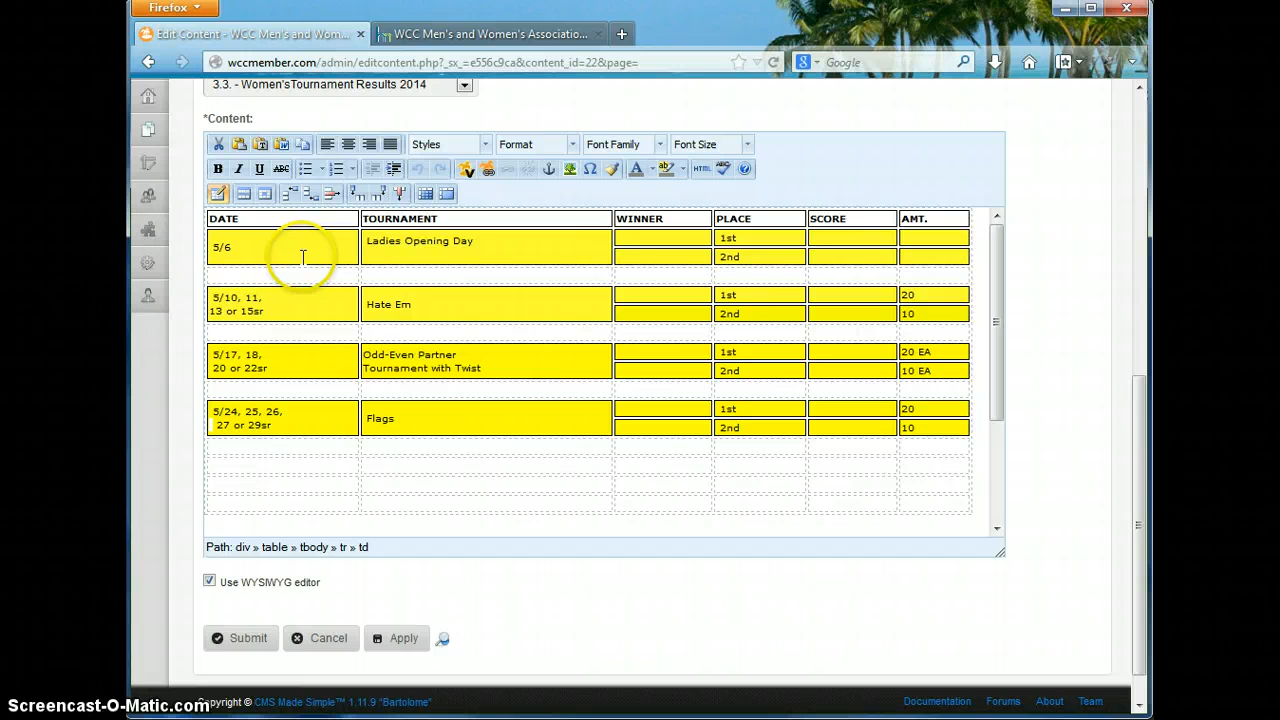 Firefox
Edit Content - WCC Men's and Wom...
WCC Men's and Women's Associatio...
wccmember.com/admin/editcontent.php?_sx_=e556c9ca&content_id=22&page=
Google
3.3. - Women'sTournament Results 2014
*Content:
Styles Format Font Family Font Size
B I U ABC HTML
DATE TOURNAMENT WINNER PLACE SCORE AMT.
5/6 Ladies Opening Day 1st
2nd
5/10, 11,
13 or 15sr Hate Em 1st 20
2nd 10
5/17, 18,
20 or 22sr Odd-Even Partner
Tournament with Twist 1st 20 EA
2nd 10 EA
5/24, 25, 26,
27 or 29sr Flags 1st 20
2nd 10
Path: div » table » tbody » tr » td
Use WYSIWYG editor
Submit Cancel Apply
Copyright © CMS Made Simple™ 1.11.9 "Bartolome"
Documentation Forums About Team
Screencast-O-Matic.com